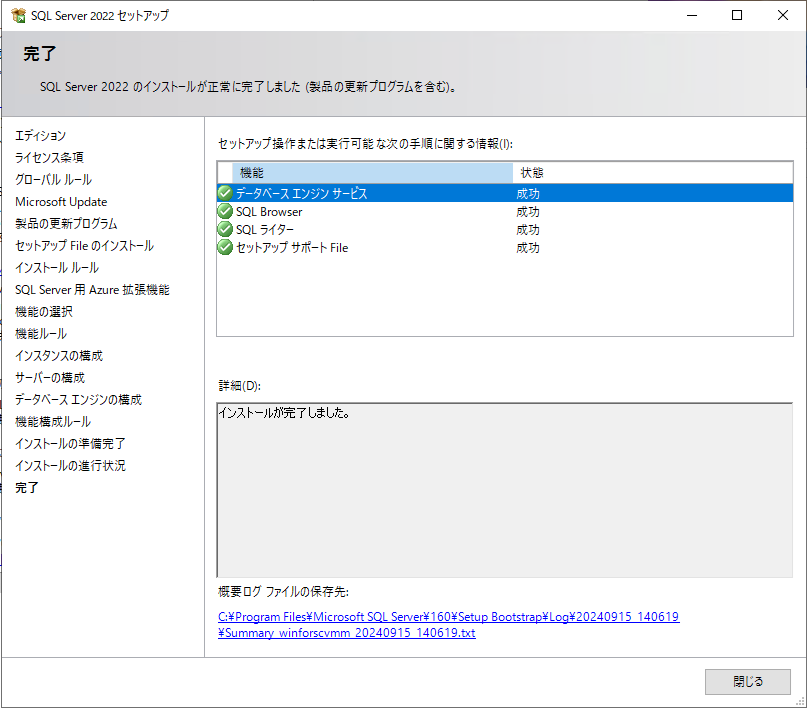 SQL Server 2022 セットアップ
完了
SQL Server 2022 のインストールが正常に完了しました (製品の更新プログラムを含む)。
エディション
ライセンス条項
グローバル ルール
Microsoft Update
製品の更新プログラム
セットアップ File のインストール
インストール ルール
SQL Server 用 Azure 拡張機能
機能の選択
機能ルール
インスタンスの構成
サーバーの構成
データベース エンジンの構成
機能構成ルール
インストールの準備完了
インストールの進行状況
完了
セットアップ操作または実行可能な次の手順に関する情報(I):
機能 状態
データベース エンジン サービス 成功
SQL Browser 成功
SQL ライター 成功
セットアップ サポート File 成功
詳細(D):
インストールが完了しました。
概要ログ ファイルの保存先:
C:¥Program Files¥Microsoft SQL Server¥160¥Setup Bootstrap¥Log¥20240915_140619
¥Summary_winforscvmm_20240915_140619.txt
閉じる